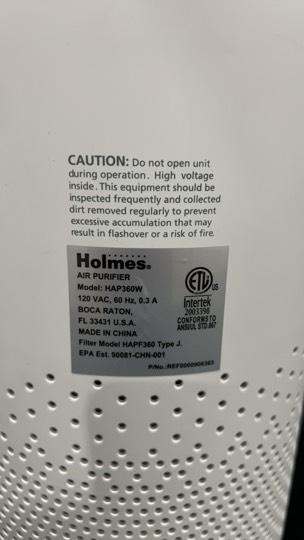 CAUTION: Do not open unit
during operation. High voltage
inside. This equipment should be
inspected frequently and collected
dirt removed regularly to prevent
excessive accumulation that may
result in flashover or a risk of fire.
Holmes®
AIR PURIFIER
Model: HAP360W
120 VAC, 60 Hz, 0.3 A
BOCA RATON,
FL 33431 U.S.A.
MADE IN CHINA
Filter Model HAPF360 Type J.
EPA Est. 90081-CHN-001
ETL US
Intertek
2003398
CONFORMS TO
ANSI/UL STD.867